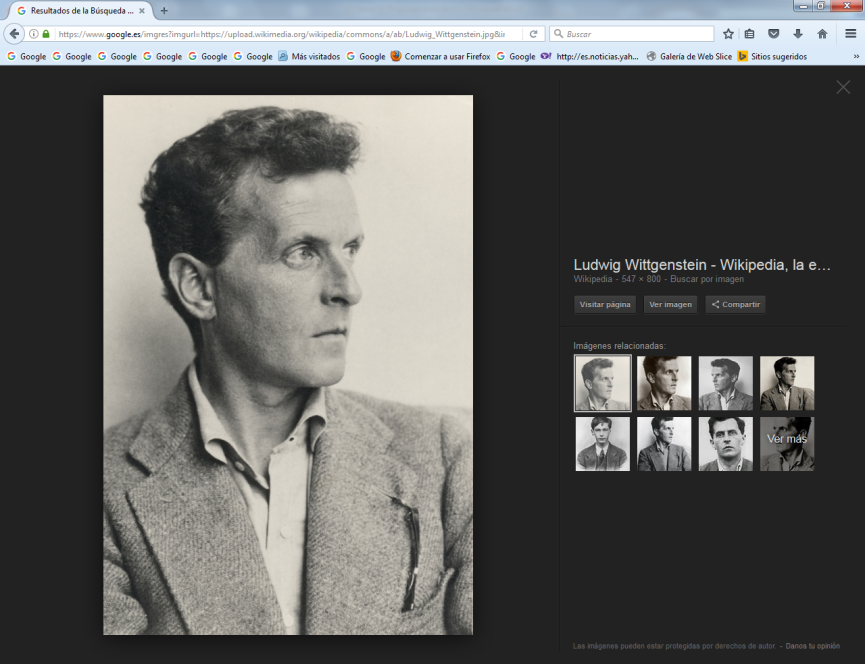 Resultados de la Búsqueda ...
https://www.google.es/imgres?imgurl=https://upload.wikimedia.org/wikipedia/commons/a/ab/Ludwig_Wittgenstein.jpg&im
Buscar
Google Google Google Google Google Google Más visitados Google Comenzar a usar Firefox Google http://es.noticias.yah... Galería de Web Slice Sitios sugeridos »
Ludwig Wittgenstein - Wikipedia, la e...
Wikipedia - 547 × 800 - Buscar por imagen
Visitar página Ver imagen Compartir
Imágenes relacionadas:
Ver más
Las imágenes pueden estar protegidas por derechos de autor. - Danos tu opinión